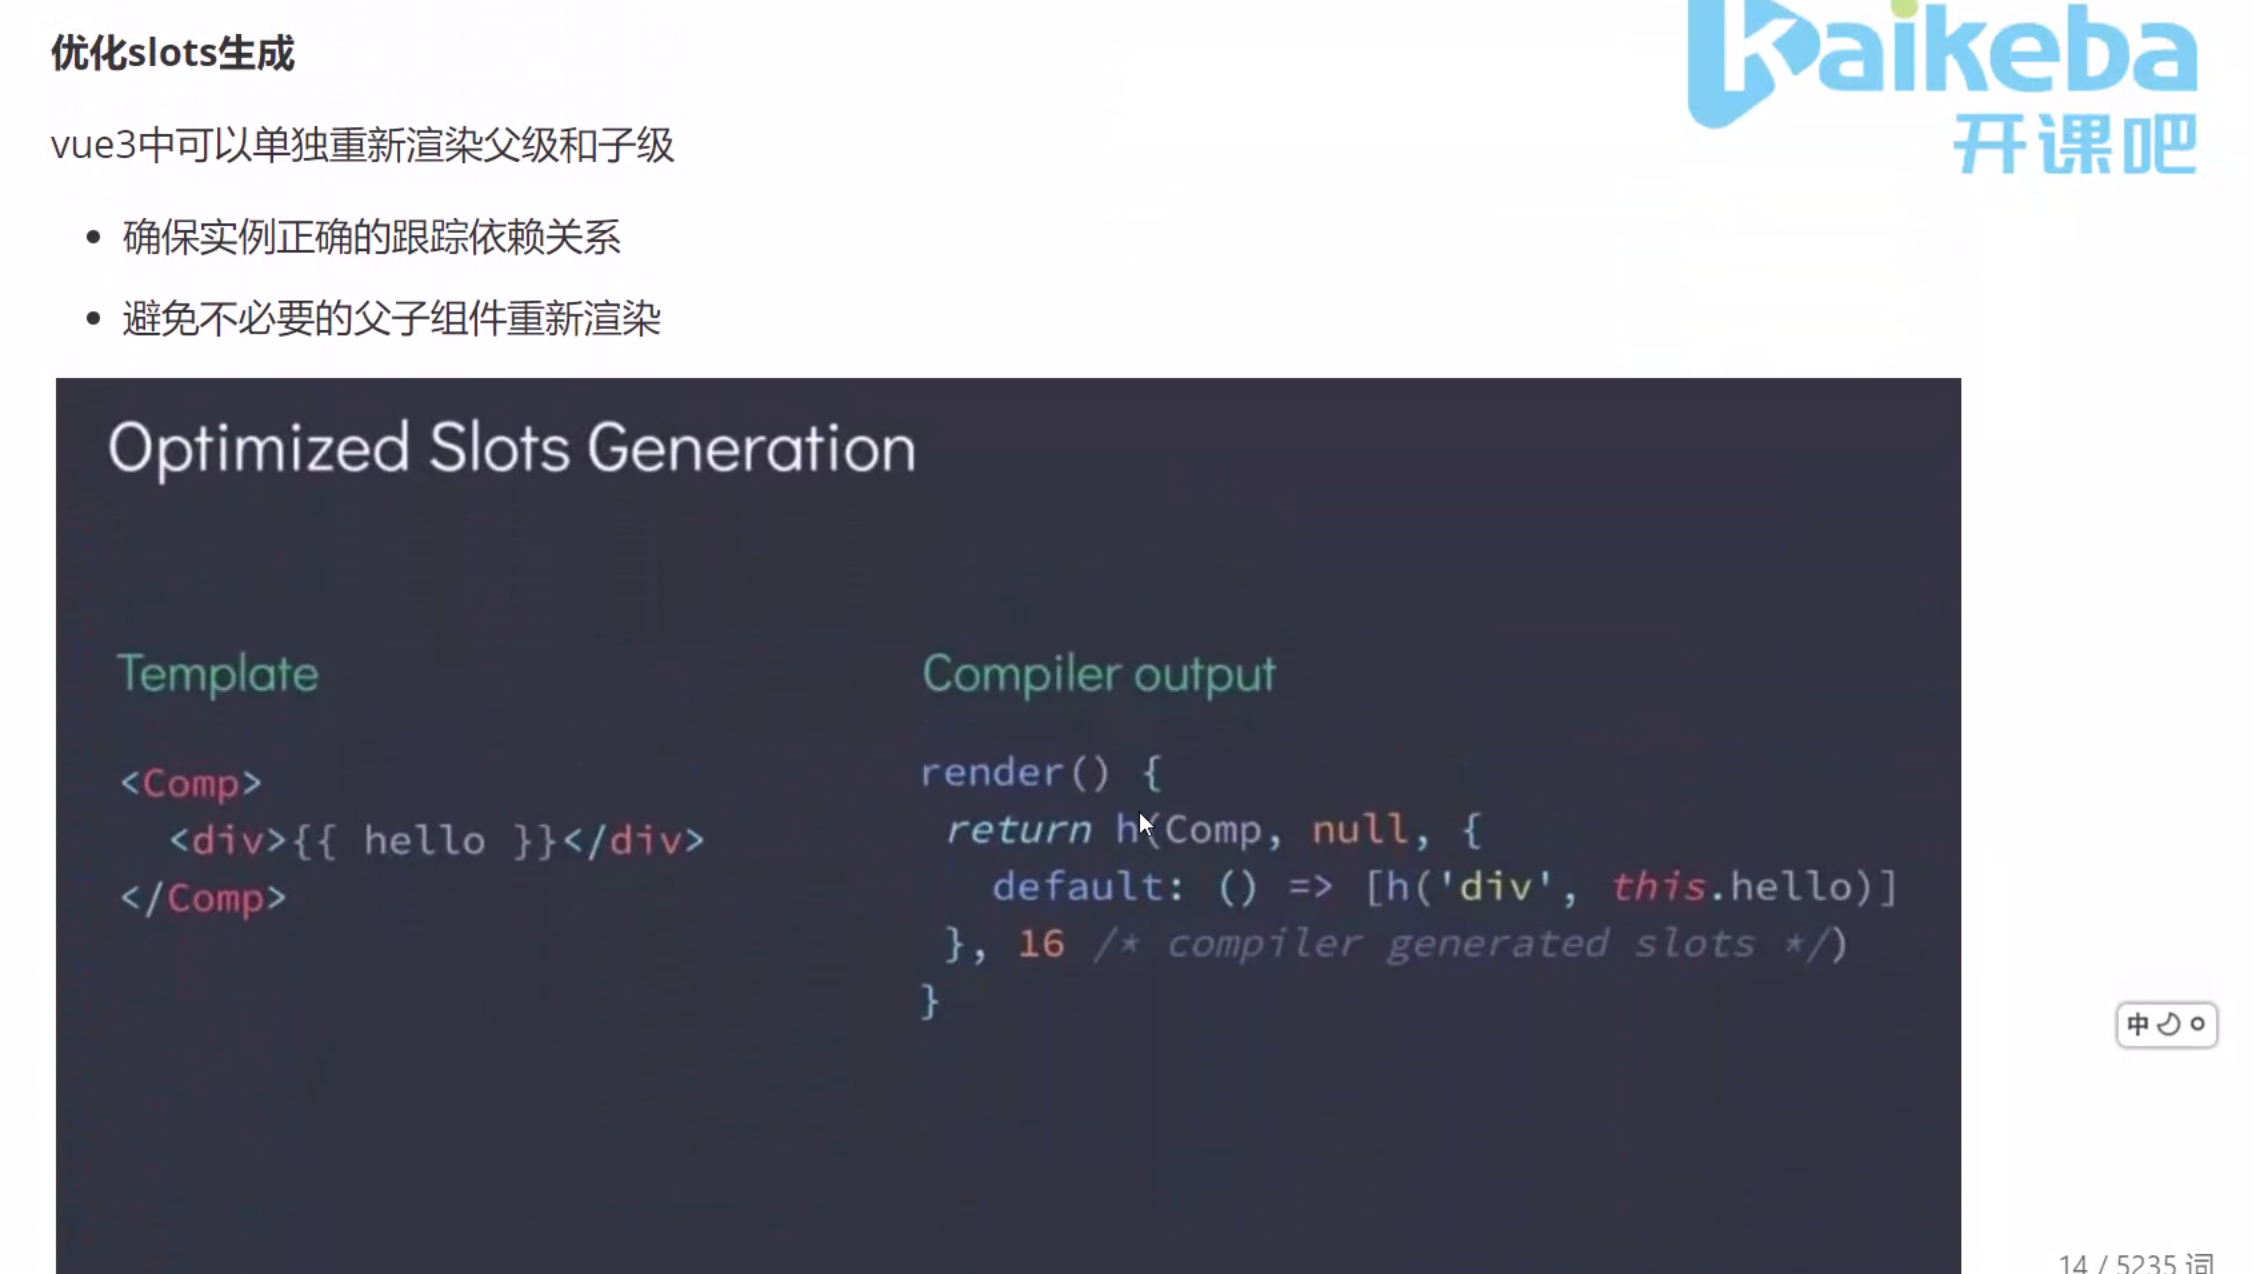 kaikeba
开课吧
优化slots生成
vue3中可以单独重新渲染父级和子级
确保实例正确的跟踪依赖关系
避免不必要的父子组件重新渲染
Optimized Slots Generation
Template
<Comp>
<div>{{ hello }}</div>
</Comp>
Compiler output
render() {
return h(Comp, null, {
default: () => [h('div', this.hello)]
}, 16 /* compiler generated slots */)
}
中
14 / 5235 词